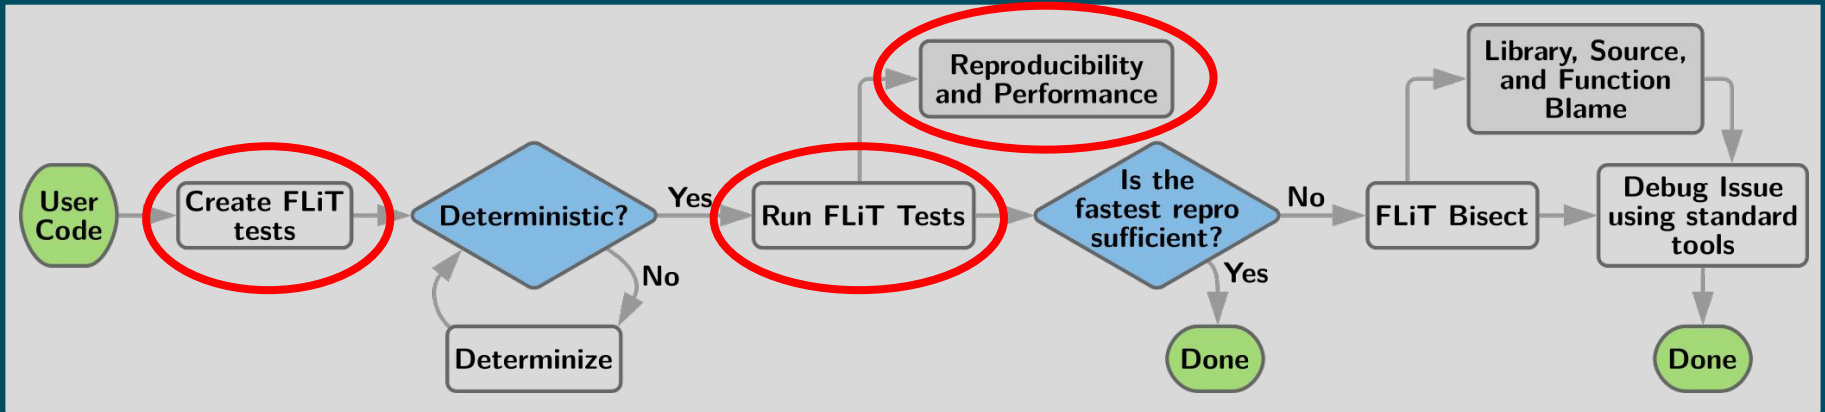 User
Code
Create FLiT
tests
Deterministic?
Yes
No
Determinize
Run FLiT Tests
Reproducibility
and Performance
Is the
fastest repro
sufficient?
Yes
Done
No
FLiT Bisect
Library, Source,
and Function
Blame
Debug Issue
using standard
tools
Done